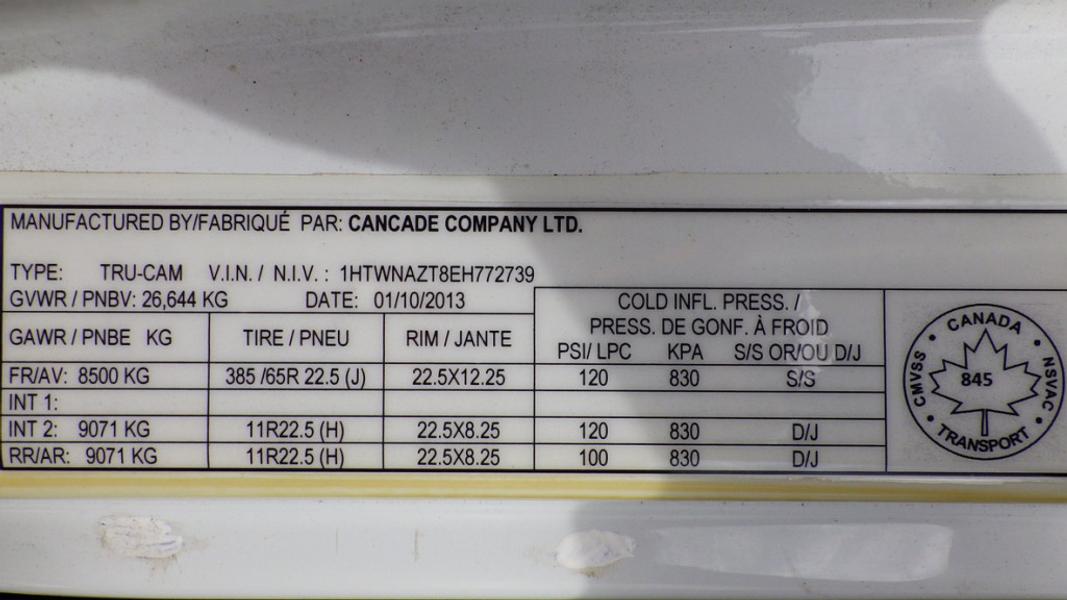 MANUFACTURED BY/FABRIQUÉ PAR: CANCADE COMPANY LTD.
TYPE: TRU-CAM V.I.N. / N.I.V. : 1HTWNAZT8EH772739
GVWR / PNBV: 26,644 KG DATE: 01/10/2013
COLD INFL. PRESS. /
PRESS. DE GONF. À FROID
GAWR / PNBE KG TIRE / PNEU RIM / JANTE PSI/ LPC KPA S/S OR/OU D/J
FR/AV: 8500 KG 385 /65R 22.5 (J) 22.5X12.25 120 830 S/S
INT 1:
INT 2: 9071 KG 11R22.5 (H) 22.5X8.25 120 830 D/J
RR/AR: 9071 KG 11R22.5 (H) 22.5X8.25 100 830 D/J
CANADA
CMVSS
845
NSVAC
TRANSPORT